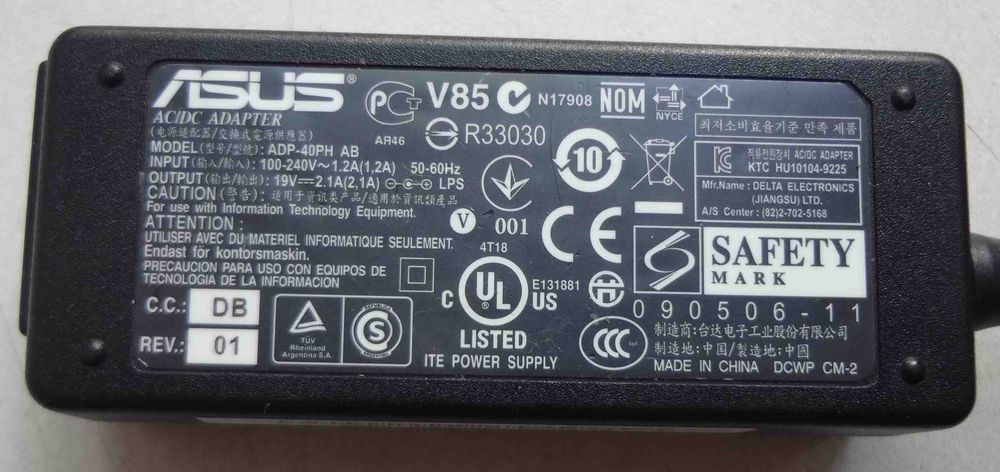 ASUS®
AC/DC ADAPTER
(电源适配器/交換式電源供應器)
MODEL(型号/型號): ADP-40PH AB
INPUT(输入/輸入): 100-240V~1.2A(1,2A) 50-60Hz
OUTPUT(输出/輸出): 19V 2.1A(2,1A) LPS
CAUTION (警告): 适用于资讯类产品/適用於資訊類產品
For use with Information Technology Equipment.
ATTENTION :
UTILISER AVEC DU MATERIEL INFORMATIQUE SEULEMENT.
Endast för kontorsmaskin.
PRECAUCION PARA USO CON EQUIPOS DE
TECNOLOGIA DE LA INFORMACION
C.C.: DB
REV.: 01
TÜV
Rheinland
Argentina S.A.
REPUBLICA
S
ARGENTINA
AR46
V85
N17908
NOM
NYCE
R33030
10
V 001
4T18
C UL US
E131881
LISTED
ITE POWER SUPPLY
CE
CCC
최저소비효율기준 만족 제품
직류전원장치 AC/DC ADAPTER
KTC HU10104-9225
Mfr.Name : DELTA ELECTRONICS
(JIANGSU) LTD.
A/S Center : (82)2-702-5168
SAFETY
MARK
090506-11
制造商:台达电子工业股份有限公司
制造地:中国/製造地:中國
MADE IN CHINA DCWP CM-2